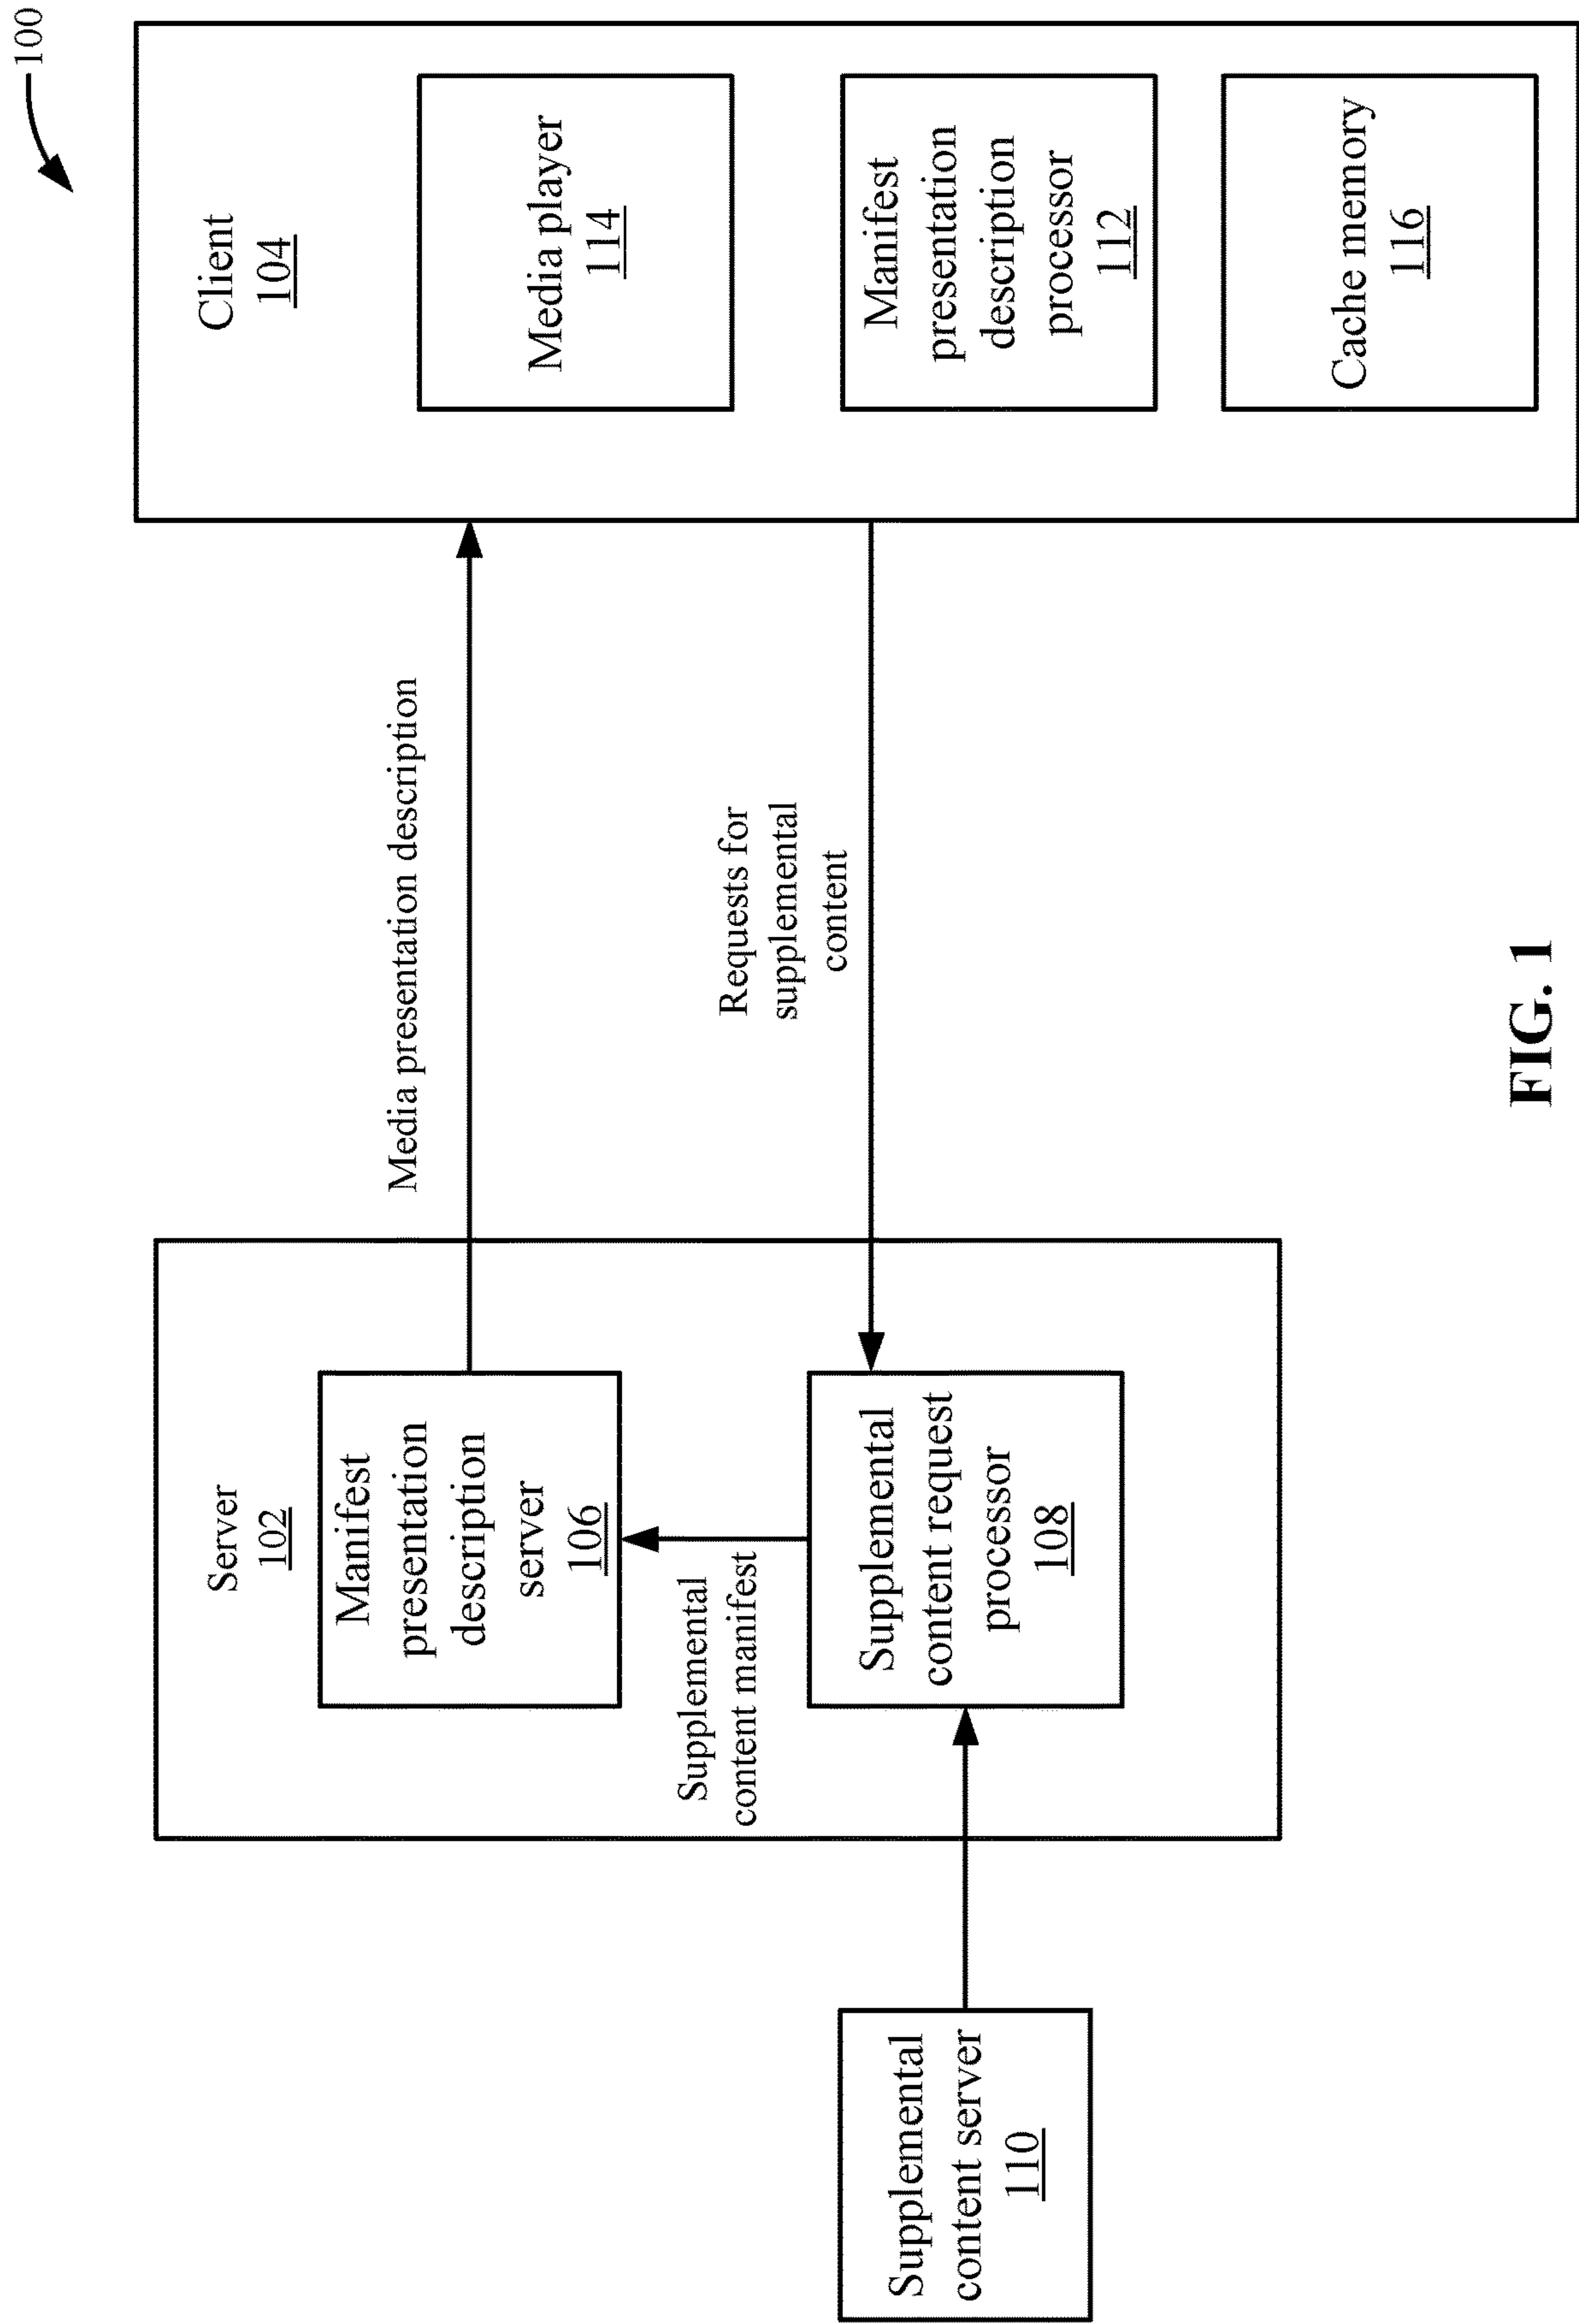 100
Client
104
Media player
114
Manifest
presentation
description
processor
112
Cache memory
116
Media presentation description
Requests for
supplemental
content
Server
102
Manifest
presentation
description
server
106
Supplemental
content manifest
Supplemental
content request
processor
108
Supplemental
content server
110
FIG. 1